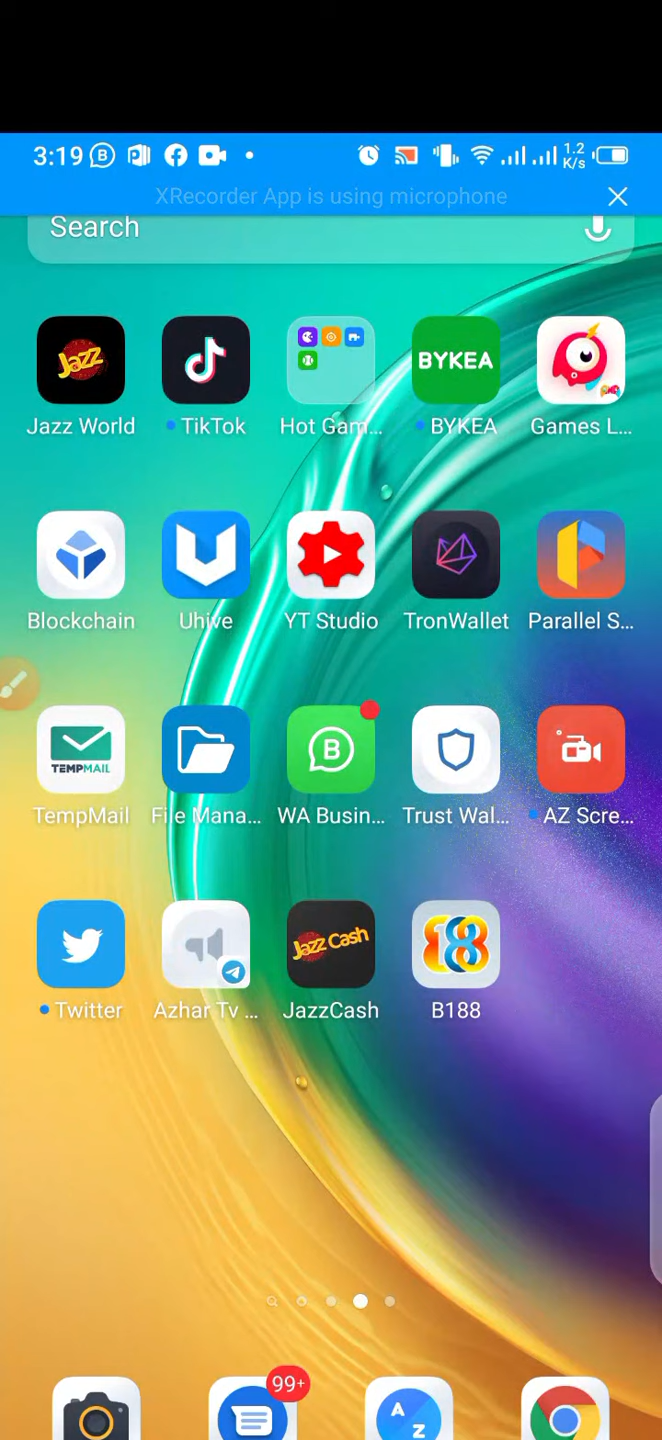 3:19
1.2
K/s
XRecorder App is using microphone
Search
Jazz
BYKEA
Jazz World
TikTok
Hot Gam...
BYKEA
Games L...
Blockchain
Uhive
YT Studio
TronWallet
Parallel S...
TEMPMAIL
B
TempMail
File Mana...
WA Busin...
Trust Wal...
AZ Scre...
Jazz Cash
18
Twitter
Azhar Tv ...
JazzCash
B188
99+
A
Z